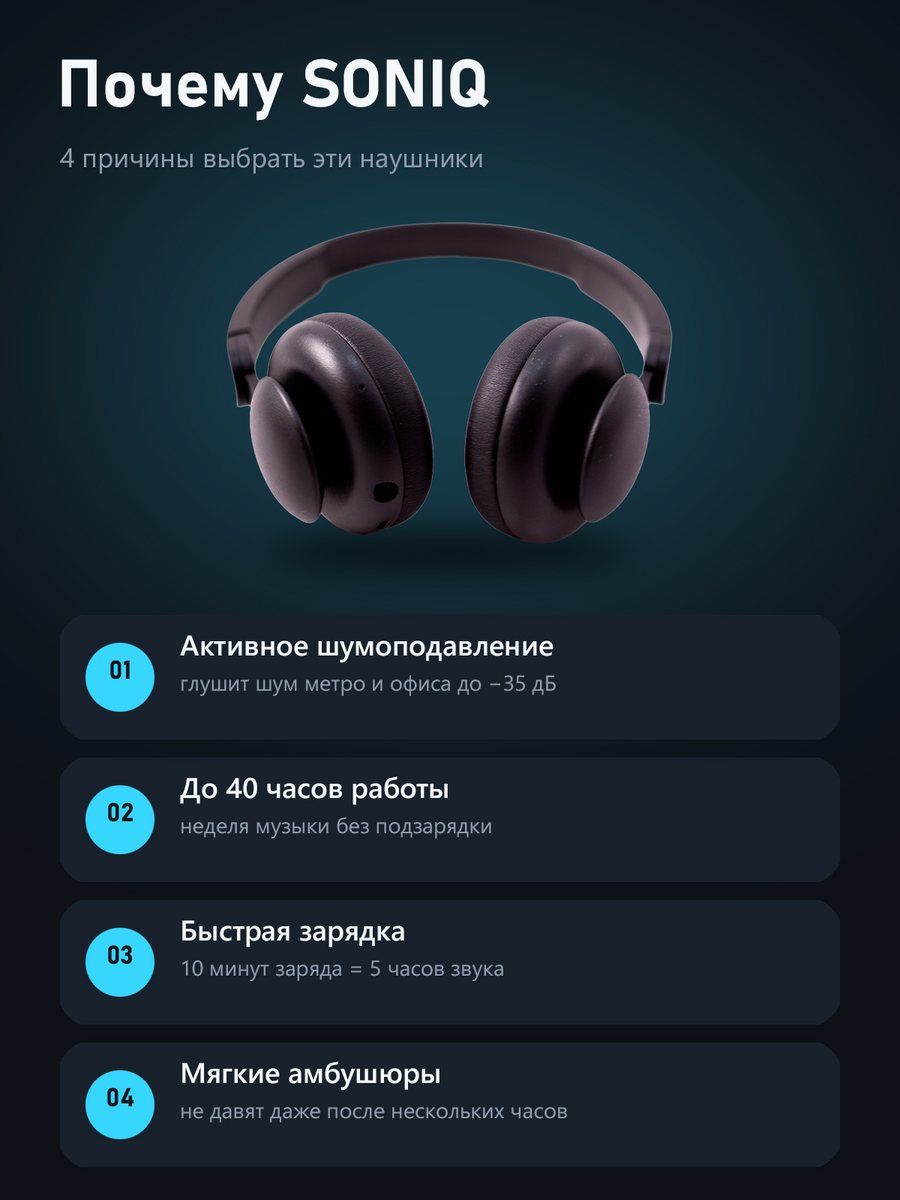 Почему SONIQ
4 причины выбрать эти наушники
01
Активное шумоподавление
глушит шум метро и офиса до −35 дБ
02
До 40 часов работы
неделя музыки без подзарядки
03
Быстрая зарядка
10 минут заряда = 5 часов звука
04
Мягкие амбушюры
не давят даже после нескольких часов